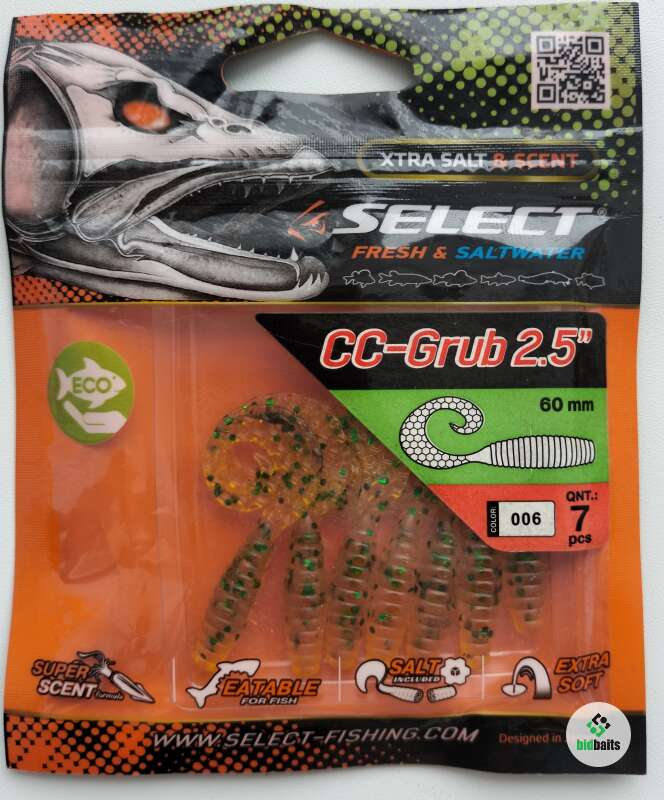 XTRA SALT & SCENT
SELECT®
FRESH & SALTWATER
CC-Grub 2.5"
ECO
60 mm
COLOR:
006
QNT.:
7
pcs
SUPER
SCENT
Formula
EATABLE
FOR FISH
SALT
INCLUDED
EXTRA
SOFT
WWW.SELECT-FISHING.COM
Designed in
bidbaits